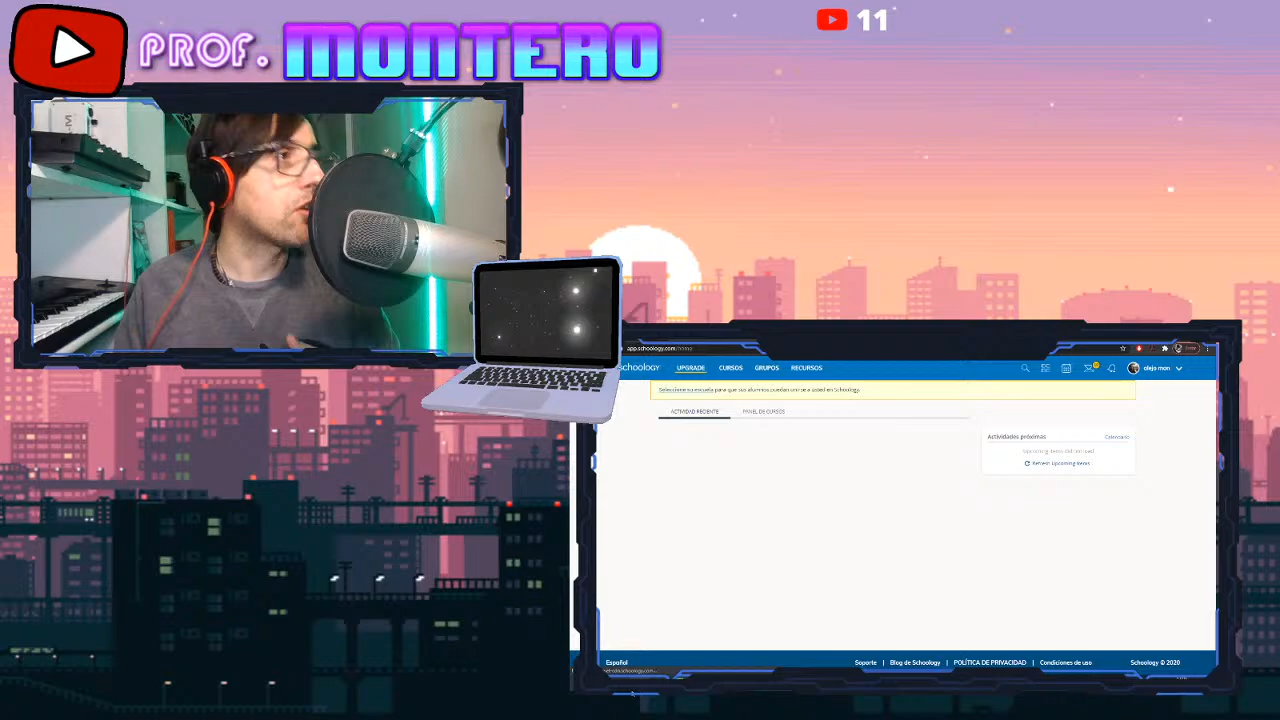 PROF. MONTERO
11
app.schoology.com/home
schoology UPGRADE CURSOS GRUPOS RECURSOS alejo mon
Seleccione su escuela para que sus alumnos puedan unirse a usted en Schoology.
ACTIVIDAD RECIENTE PANEL DE CURSOS
Actividades próximas Calendario
Refresh upcoming items
Español Soporte | Blog de Schoology | POLÍTICA DE PRIVACIDAD | Condiciones de uso Schoology © 2020